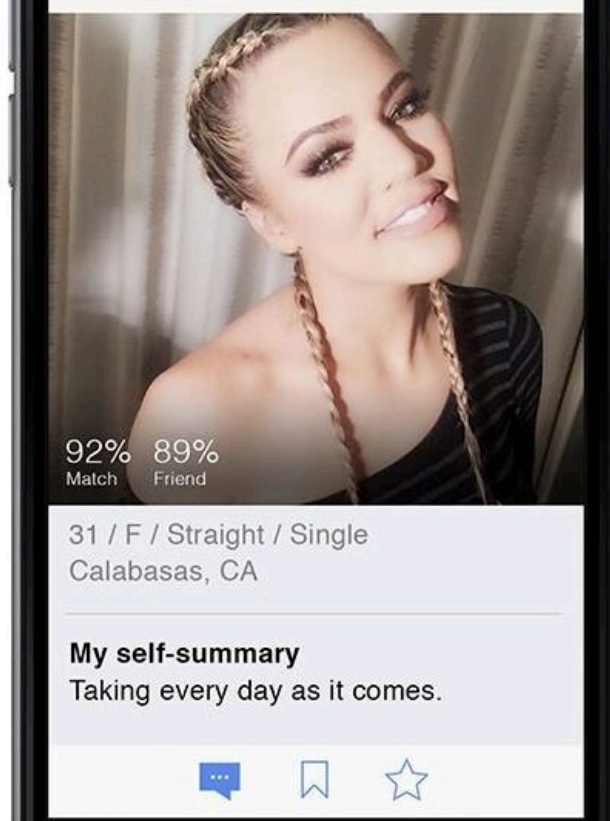 92% 89%
Match Friend
31 / F / Straight / Single
Calabasas, CA
My self-summary
Taking every day as it comes.